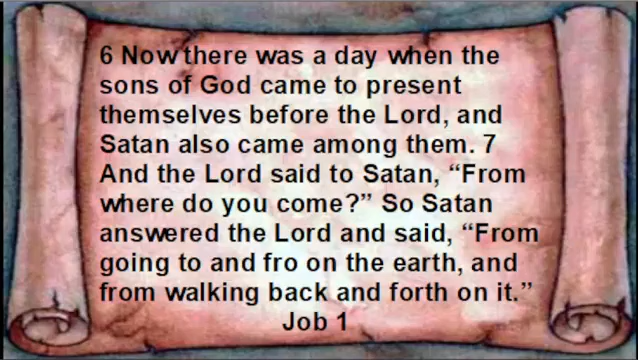 6 Now there was a day when the
sons of God came to present
themselves before the Lord, and
Satan also came among them. 7
And the Lord said to Satan, “From
where do you come?” So Satan
answered the Lord and said, “From
going to and fro on the earth, and
from walking back and forth on it.”
Job 1